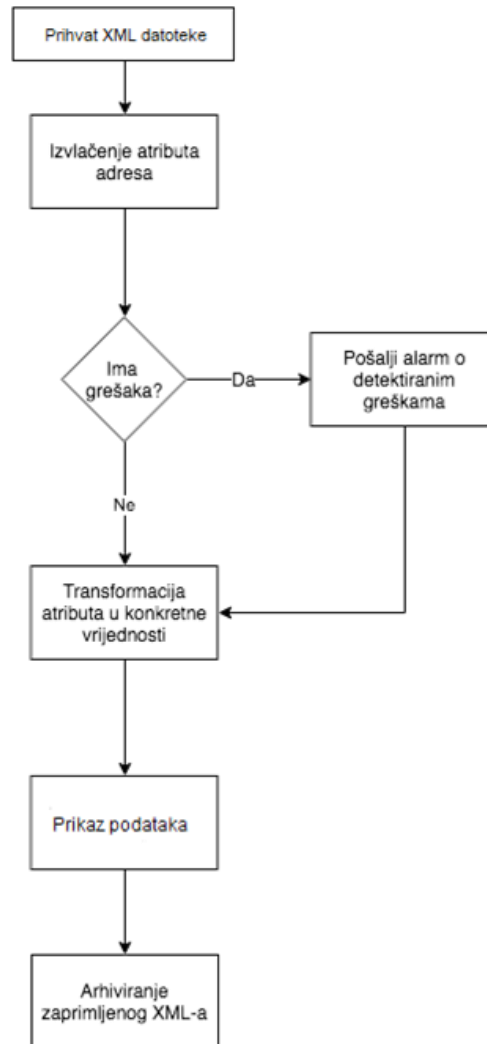 Prihvat XML datoteke
Izvlačenje atributa
adresa
Ima
grešaka?
Da
Pošalji alarm o
detektiranim
greškama
Ne
Transformacija
atributa u konkretne
vrijednosti
Prikaz podataka
Arhiviranje
zaprimljenog XML-a